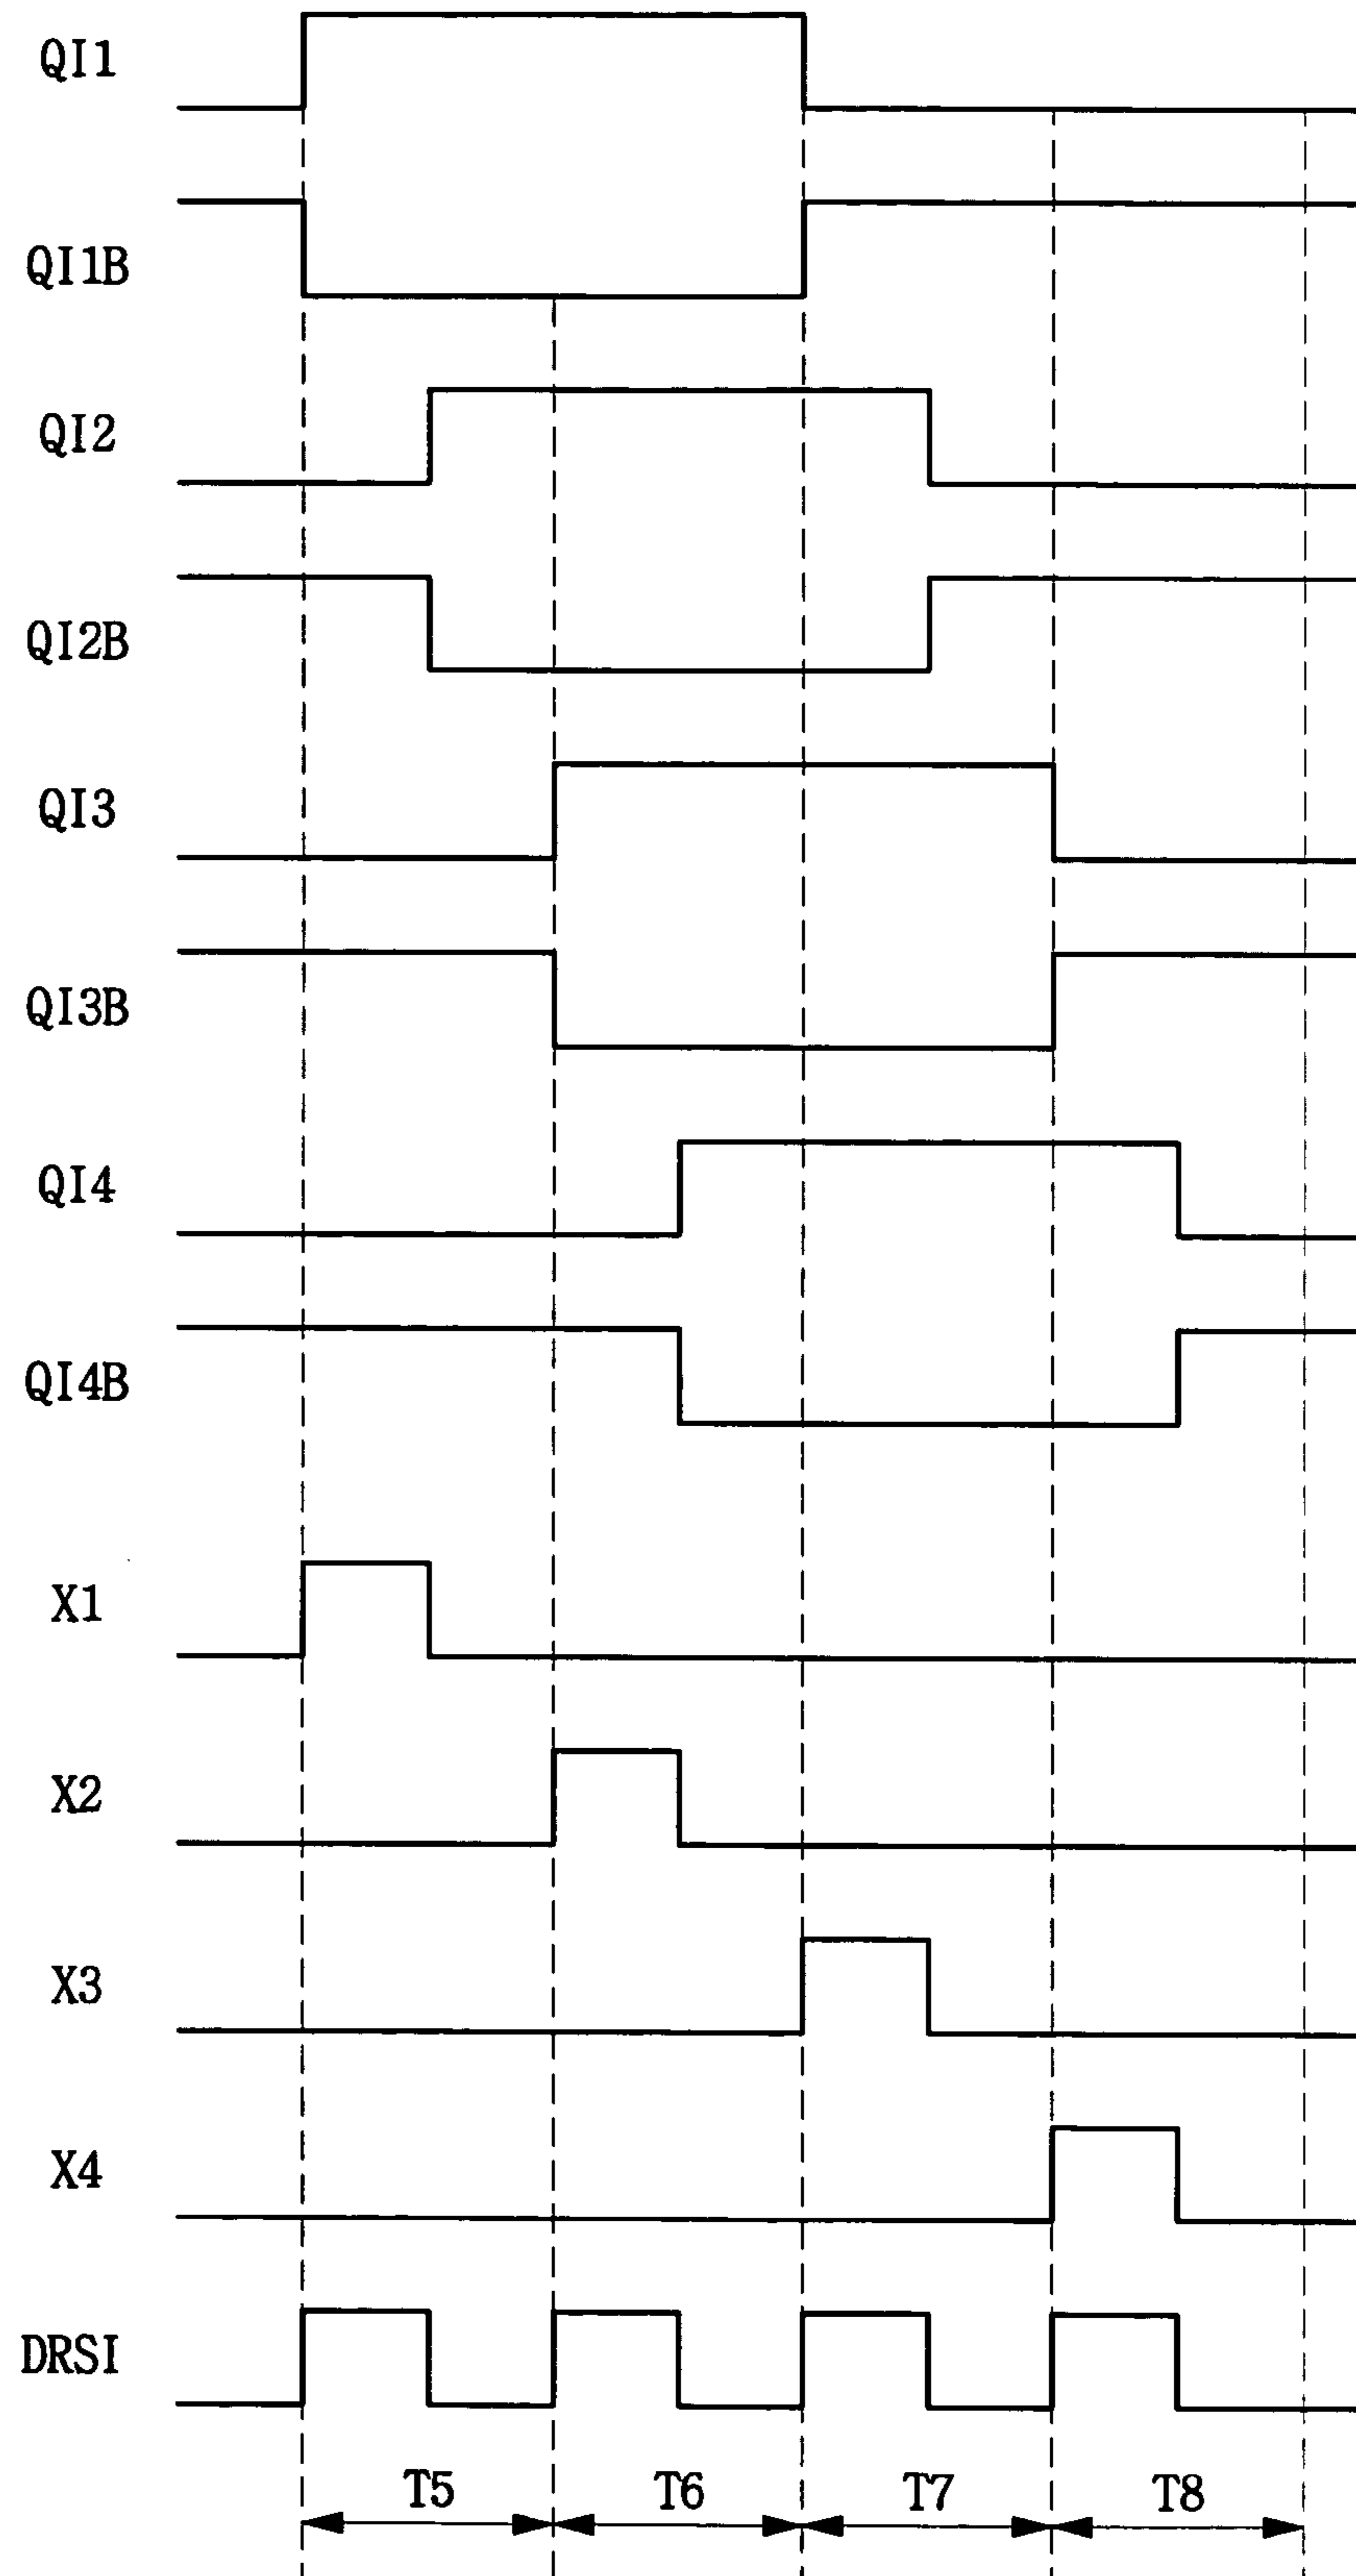 QI1
QI1B
QI2
QI2B
QI3
QI3B
QI4
QI4B
X1
X2
X3
X4
DRSI
T5 T6 T7 T8